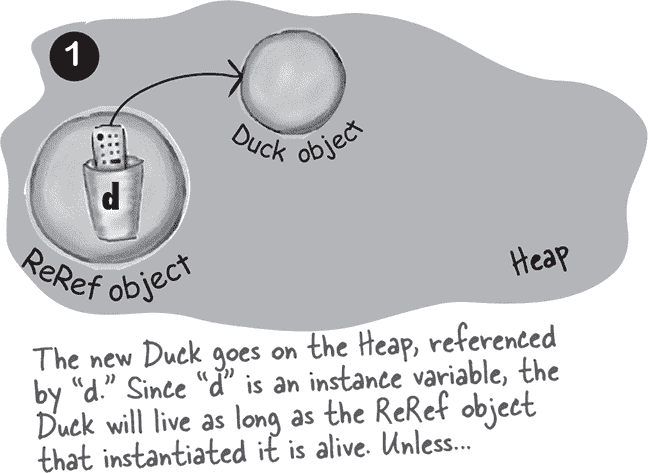 1
Duck object
d
ReRef object
Heap
The new Duck goes on the Heap, referenced
by “d.” Since “d” is an instance variable, the
Duck will live as long as the ReRef object
that instantiated it is alive. Unless...